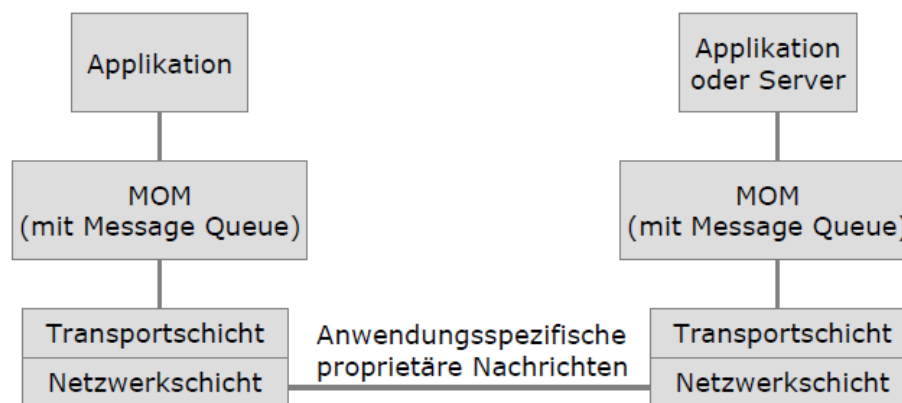 Applikation
Applikation
oder Server
MOM
(mit Message Queue)
MOM
(mit Message Queue)
Transportschicht
Netzwerkschicht
Anwendungsspezifische
proprietäre Nachrichten
Transportschicht
Netzwerkschicht